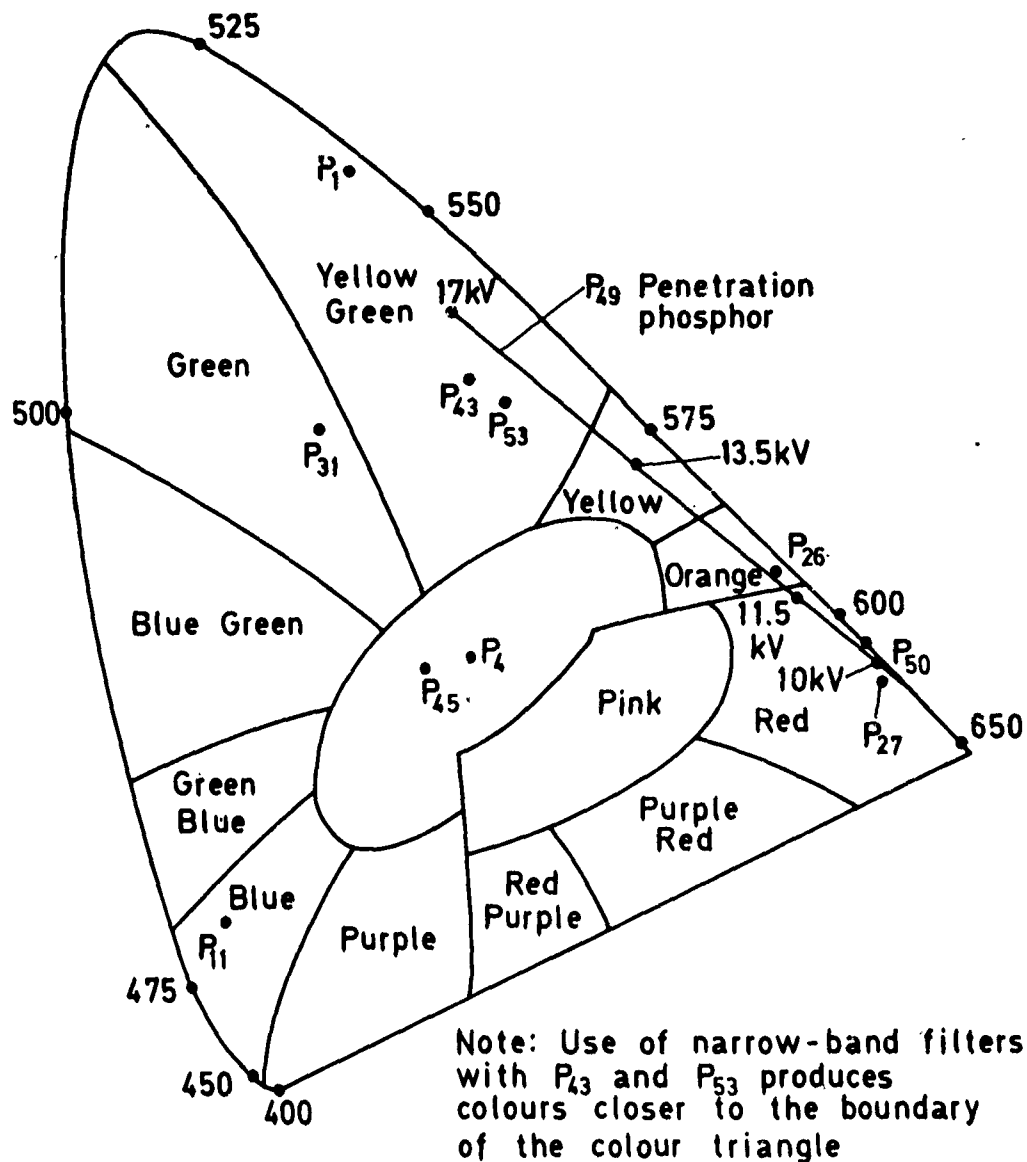 525
P1
550
Yellow
Green
17kV
P49 Penetration
phosphor
Green
P43
P53
500
P31
575
13.5kV
Yellow
P26
Orange
11.5
kV
600
Blue Green
P4
P45
10kV
P50
Pink
Red
P27
650
Green
Blue
Purple
Red
Blue
Red
Purple
P11
Purple
475
450
400
Note: Use of narrow-band filters
with P43 and P53 produces
colours closer to the boundary
of the colour triangle